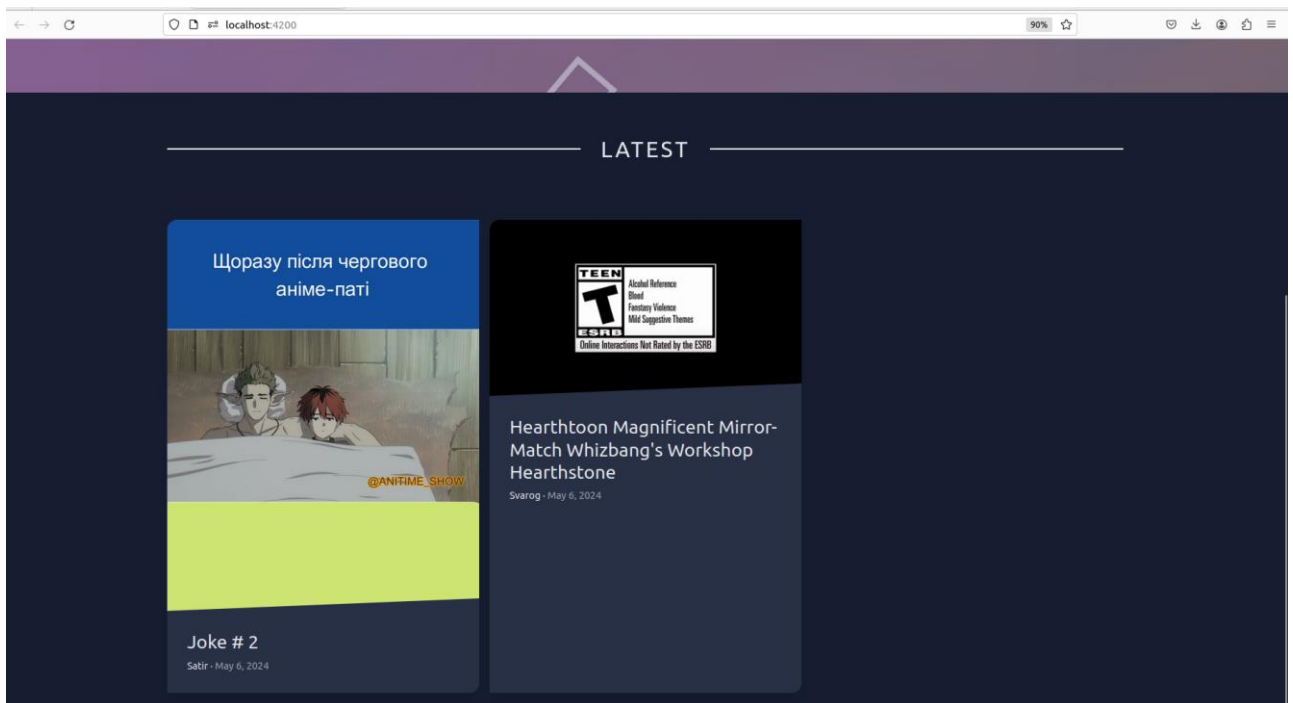 localhost:4200
90%
LATEST
Щоразу після чергового
аніме-паті
@ANITIME_SHOW
Joke # 2
Satir - May 6, 2024
TEEN
T
ESRB
Alcohol Reference
Blood
Fanstasy Violence
Mild Suggestive Themes
Online Interactions Not Rated by the ESRB
Hearthtoon Magnificent Mirror-
Match Whizbang's Workshop
Hearthstone
Svarog - May 6, 2024